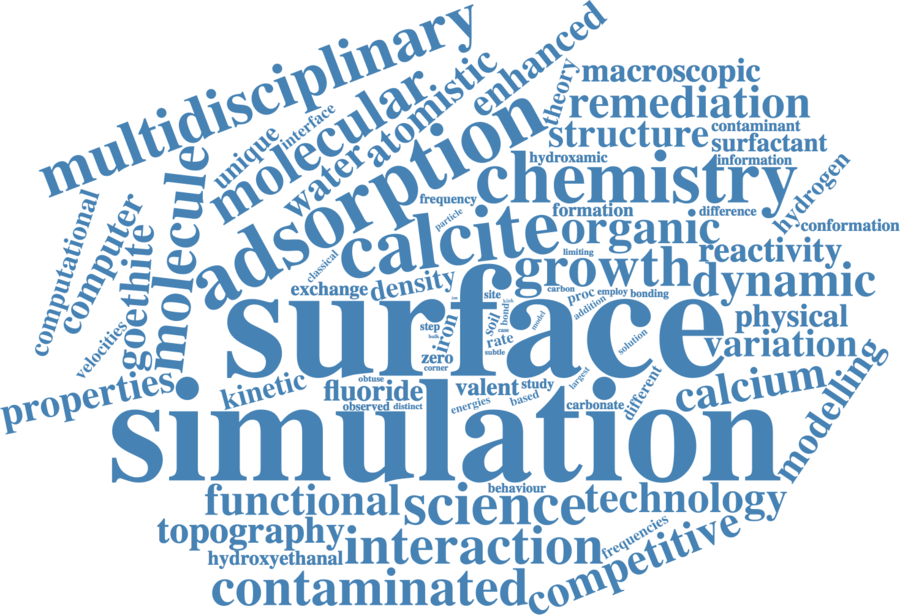 multidisciplinary
enhanced
theory
macroscopic
remediation
unique
interface
molecular
atomistic
water
adsorption
structure
contaminant
surfactant
hydroxamic
information
chemistry
hydrogen
molecule
frequency
particle
formation
difference
conformation
computational
computer
goethite
calcite
organic
classical
limiting
reactivity
growth
dynamic
exchange
density
carbon
proc
employ
bonding
site
surface
addition
physical
iron
soil
bond
case
model
step
bulk
rate
solution
variation
velocities
zero
subtle
corner
properties
kinetic
obtuse
fluoride
valent
study
largest
different
calcium
modelling
observed
distinct
energies
based
carbonate
simulation
behaviour
functional
science
technology
topography
interaction
frequencies
competitive
hydroxyethanal
contaminated